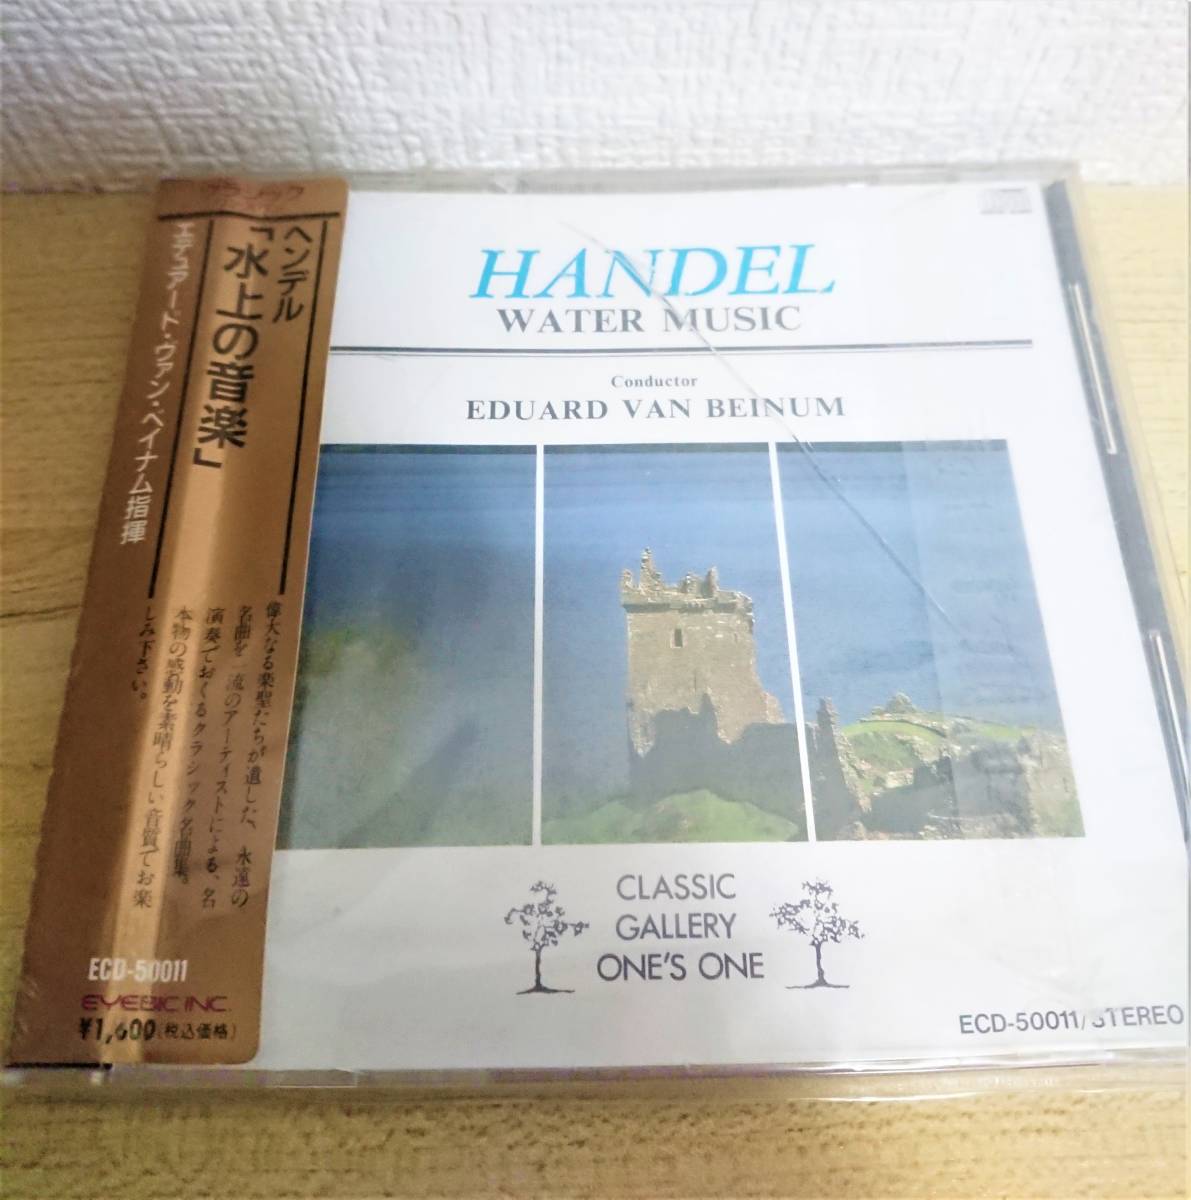 ヘンデル
「水上の音楽」
エデュアード・ヴァン・ベイナム指揮
偉大なる楽聖たちが遺した、永遠の
名曲を一流のアーティストによる、名
演奏でおくるクラシック名曲集。
本物の感動を素晴らしい音質でお楽
しみ下さい。
ECD-50011
EYEBIC INC.
¥1,600(税込価格)
HANDEL
WATER MUSIC
Conductor
EDUARD VAN BEINUM
CLASSIC
GALLERY
ONE'S ONE
ECD-50011/STEREO